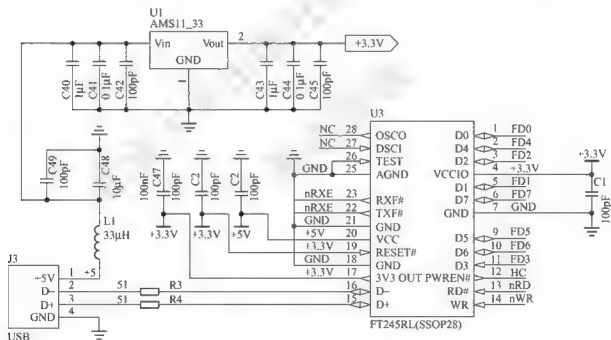 U1
AMS11_33
Vin
Vout
2
GND
1
+3.3V
C40
1μF
C41
0 1μF
C42
100pF
C43
1μF
C44
0 1μF
C45
100pF
C49
100pF
C48
10μF
L1
33μH
J3
+5V
D-
D+
GND
USB
1
2
3
4
+5
51
R3
51
R4
100nF
C47
100pF
C2
100pF
C2
100pF
+3.3V
+3.3V
+5V
U3
NC 28 OSCO
NC 27 DSCI
26 TEST
GND 25 AGND
nRXE 23 RXF#
nRXE 22 TXF#
GND 21 GND
+5V 20 VCC
+3.3V 19 RESET#
GND 18 GND
+3.3V 17 3V3 OUT
16 D-
15 D+
D0 1 FD0
D4 2 FD4
D2 3 FD2
VCCIO 4 +3.3V
D1 5 FD1
D7 6 FD7
GND 7 GND
D5 9 FD5
D6 10 FD6
D3 11 FD3
PWREN# 12 HC
RD# 13 nRD
WR 14 nWR
FT245RL(SSOP28)
+3.3V
C1
100pF